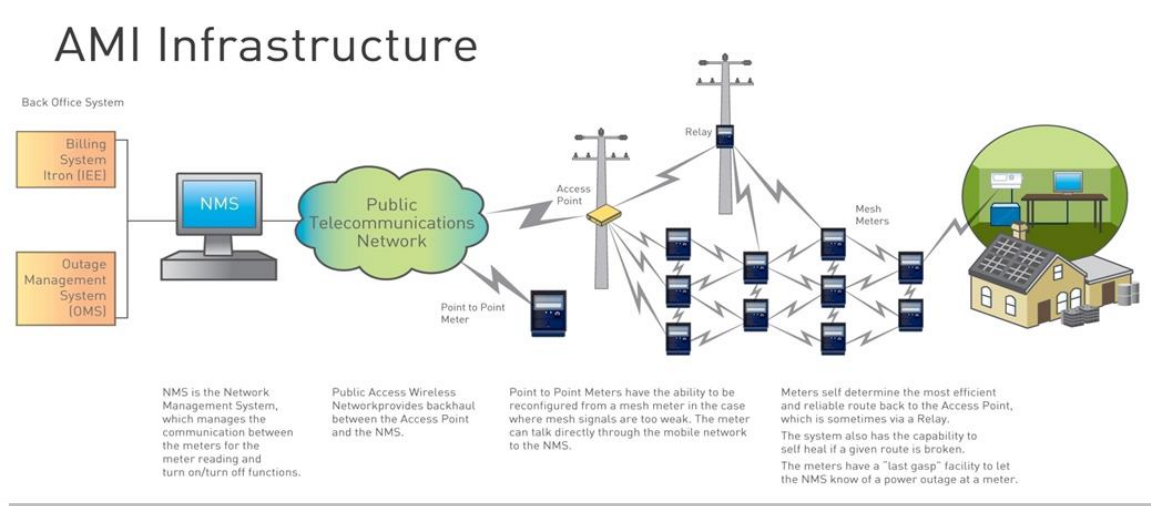 AMI Infrastructure
Back Office System
Billing
System
Itron (IEE)
Outage
Management
System
(OMS)
NMS
Public
Telecommunications
Network
Point to Point
Meter
Access
Point
Relay
Mesh
Meters
NMS is the Network
Management System,
which manages the
communication between
the meters for the
meter reading and
turn on/turn off functions.
Public Access Wireless
Networkprovides backhaul
between the Access Point
and the NMS.
Point to Point Meters have the ability to be
reconfigured from a mesh meter in the case
where mesh signals are too weak. The meter
can talk directly through the mobile network
to the NMS.
Meters self determine the most efficient
and reliable route back to the Access Point,
which is sometimes via a Relay.
The system also has the capability to
self heal if a given route is broken.
The meters have a "last gasp" facility to let
the NMS know of a power outage at a meter.